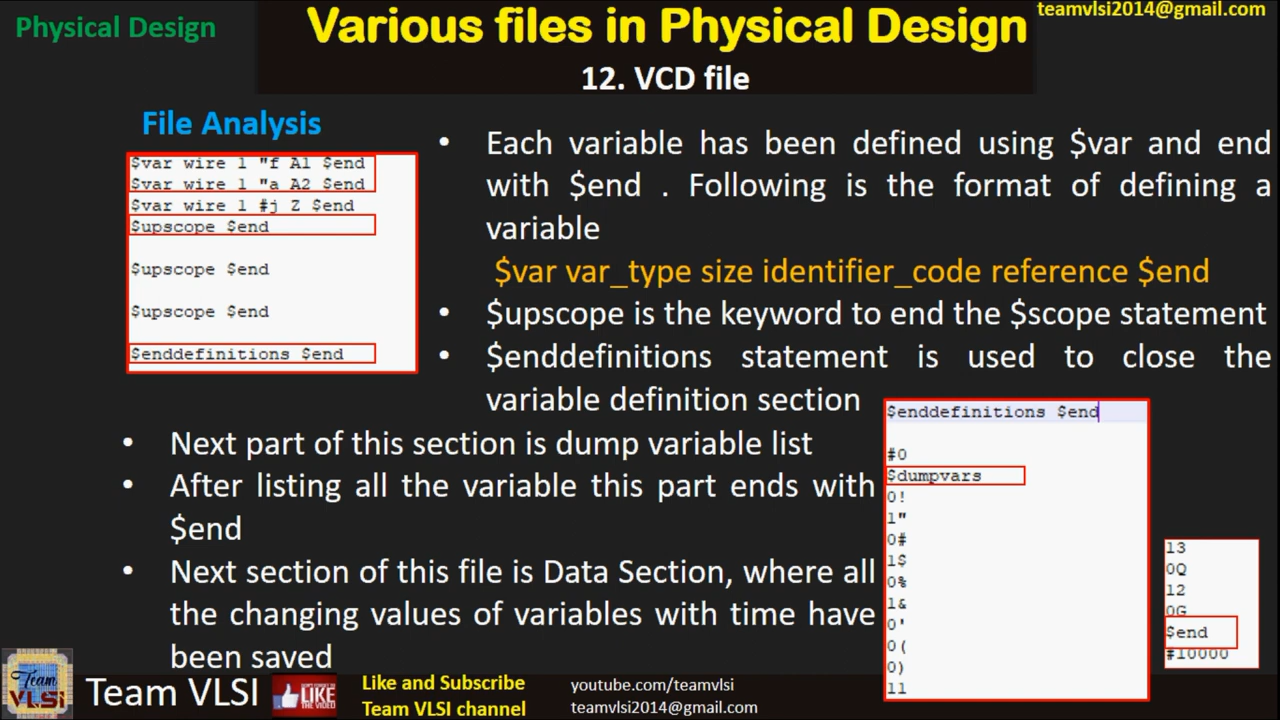 Physical Design
Various files in Physical Design
teamvlsi2014@gmail.com
12. VCD file
File Analysis
$var wire 1 "f A1 $end
$var wire 1 "a A2 $end
$var wire 1 #j Z $end
$upscope $end
$upscope $end
$upscope $end
$enddefinitions $end
• Each variable has been defined using $var and end
with $end . Following is the format of defining a
variable
$var var_type size identifier_code reference $end
• $upscope is the keyword to end the $scope statement
• $enddefinitions statement is used to close the
variable definition section
• Next part of this section is dump variable list
• After listing all the variable this part ends with
$end
• Next section of this file is Data Section, where all
the changing values of variables with time have
been saved
$enddefinitions $end
#0
$dumpvars
0!
1"
0#
1$
0%
1&
0'
0(
0)
11
13
0Q
12
0G
$end
#10000
Team VLSI
Team VLSI
LIKE
THE VIDEO
Like and Subscribe
Team VLSI channel
youtube.com/teamvlsi
teamvlsi2014@gmail.com